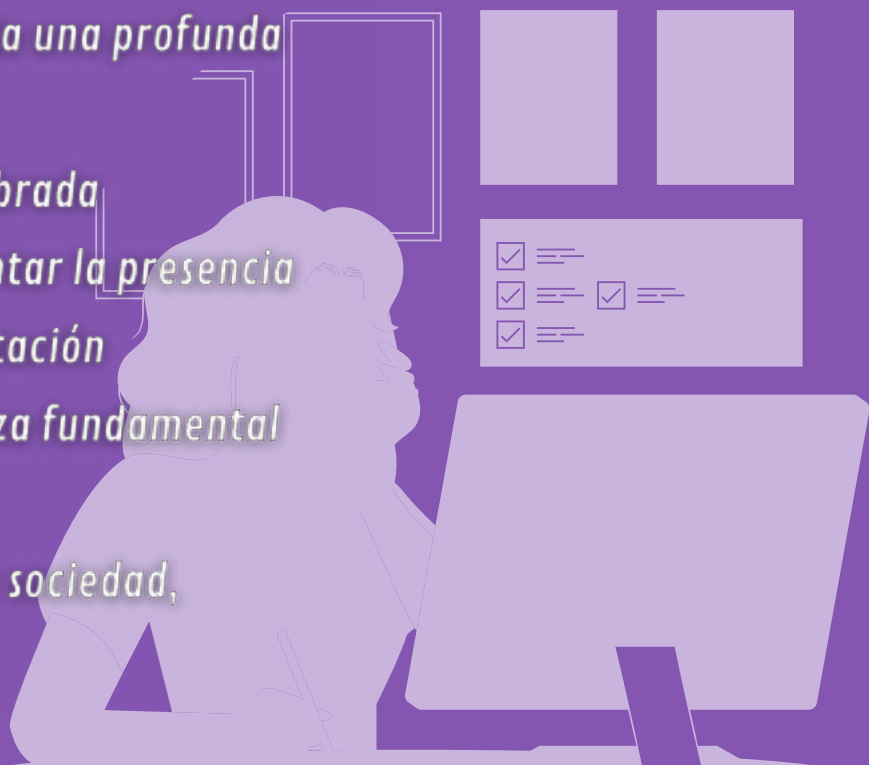 a una profunda
brada
ntar la presencia
tación
za fundamental
sociedad,